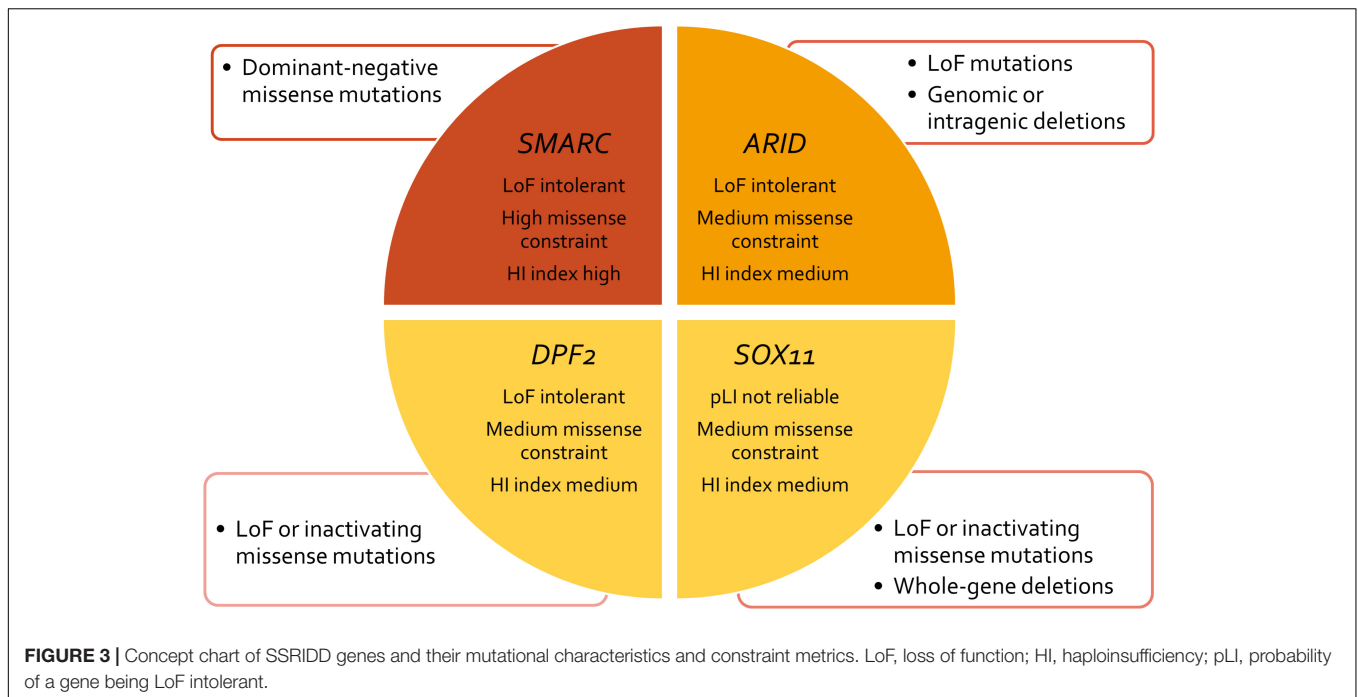 • Dominant-negative
missense mutations
• LoF mutations
• Genomic or
intragenic deletions
SMARC
LoF intolerant
High missense
constraint
HI index high
ARID
LoF intolerant
Medium missense
constraint
HI index medium
DPF2
LoF intolerant
Medium missense
constraint
HI index medium
SOX11
pLI not reliable
Medium missense
constraint
HI index medium
• LoF or inactivating
missense mutations
• LoF or inactivating
missense mutations
• Whole-gene deletions
FIGURE 3 | Concept chart of SSRIDD genes and their mutational characteristics and constraint metrics. LoF, loss of function; HI, haploinsufficiency; pLI, probability
of a gene being LoF intolerant.